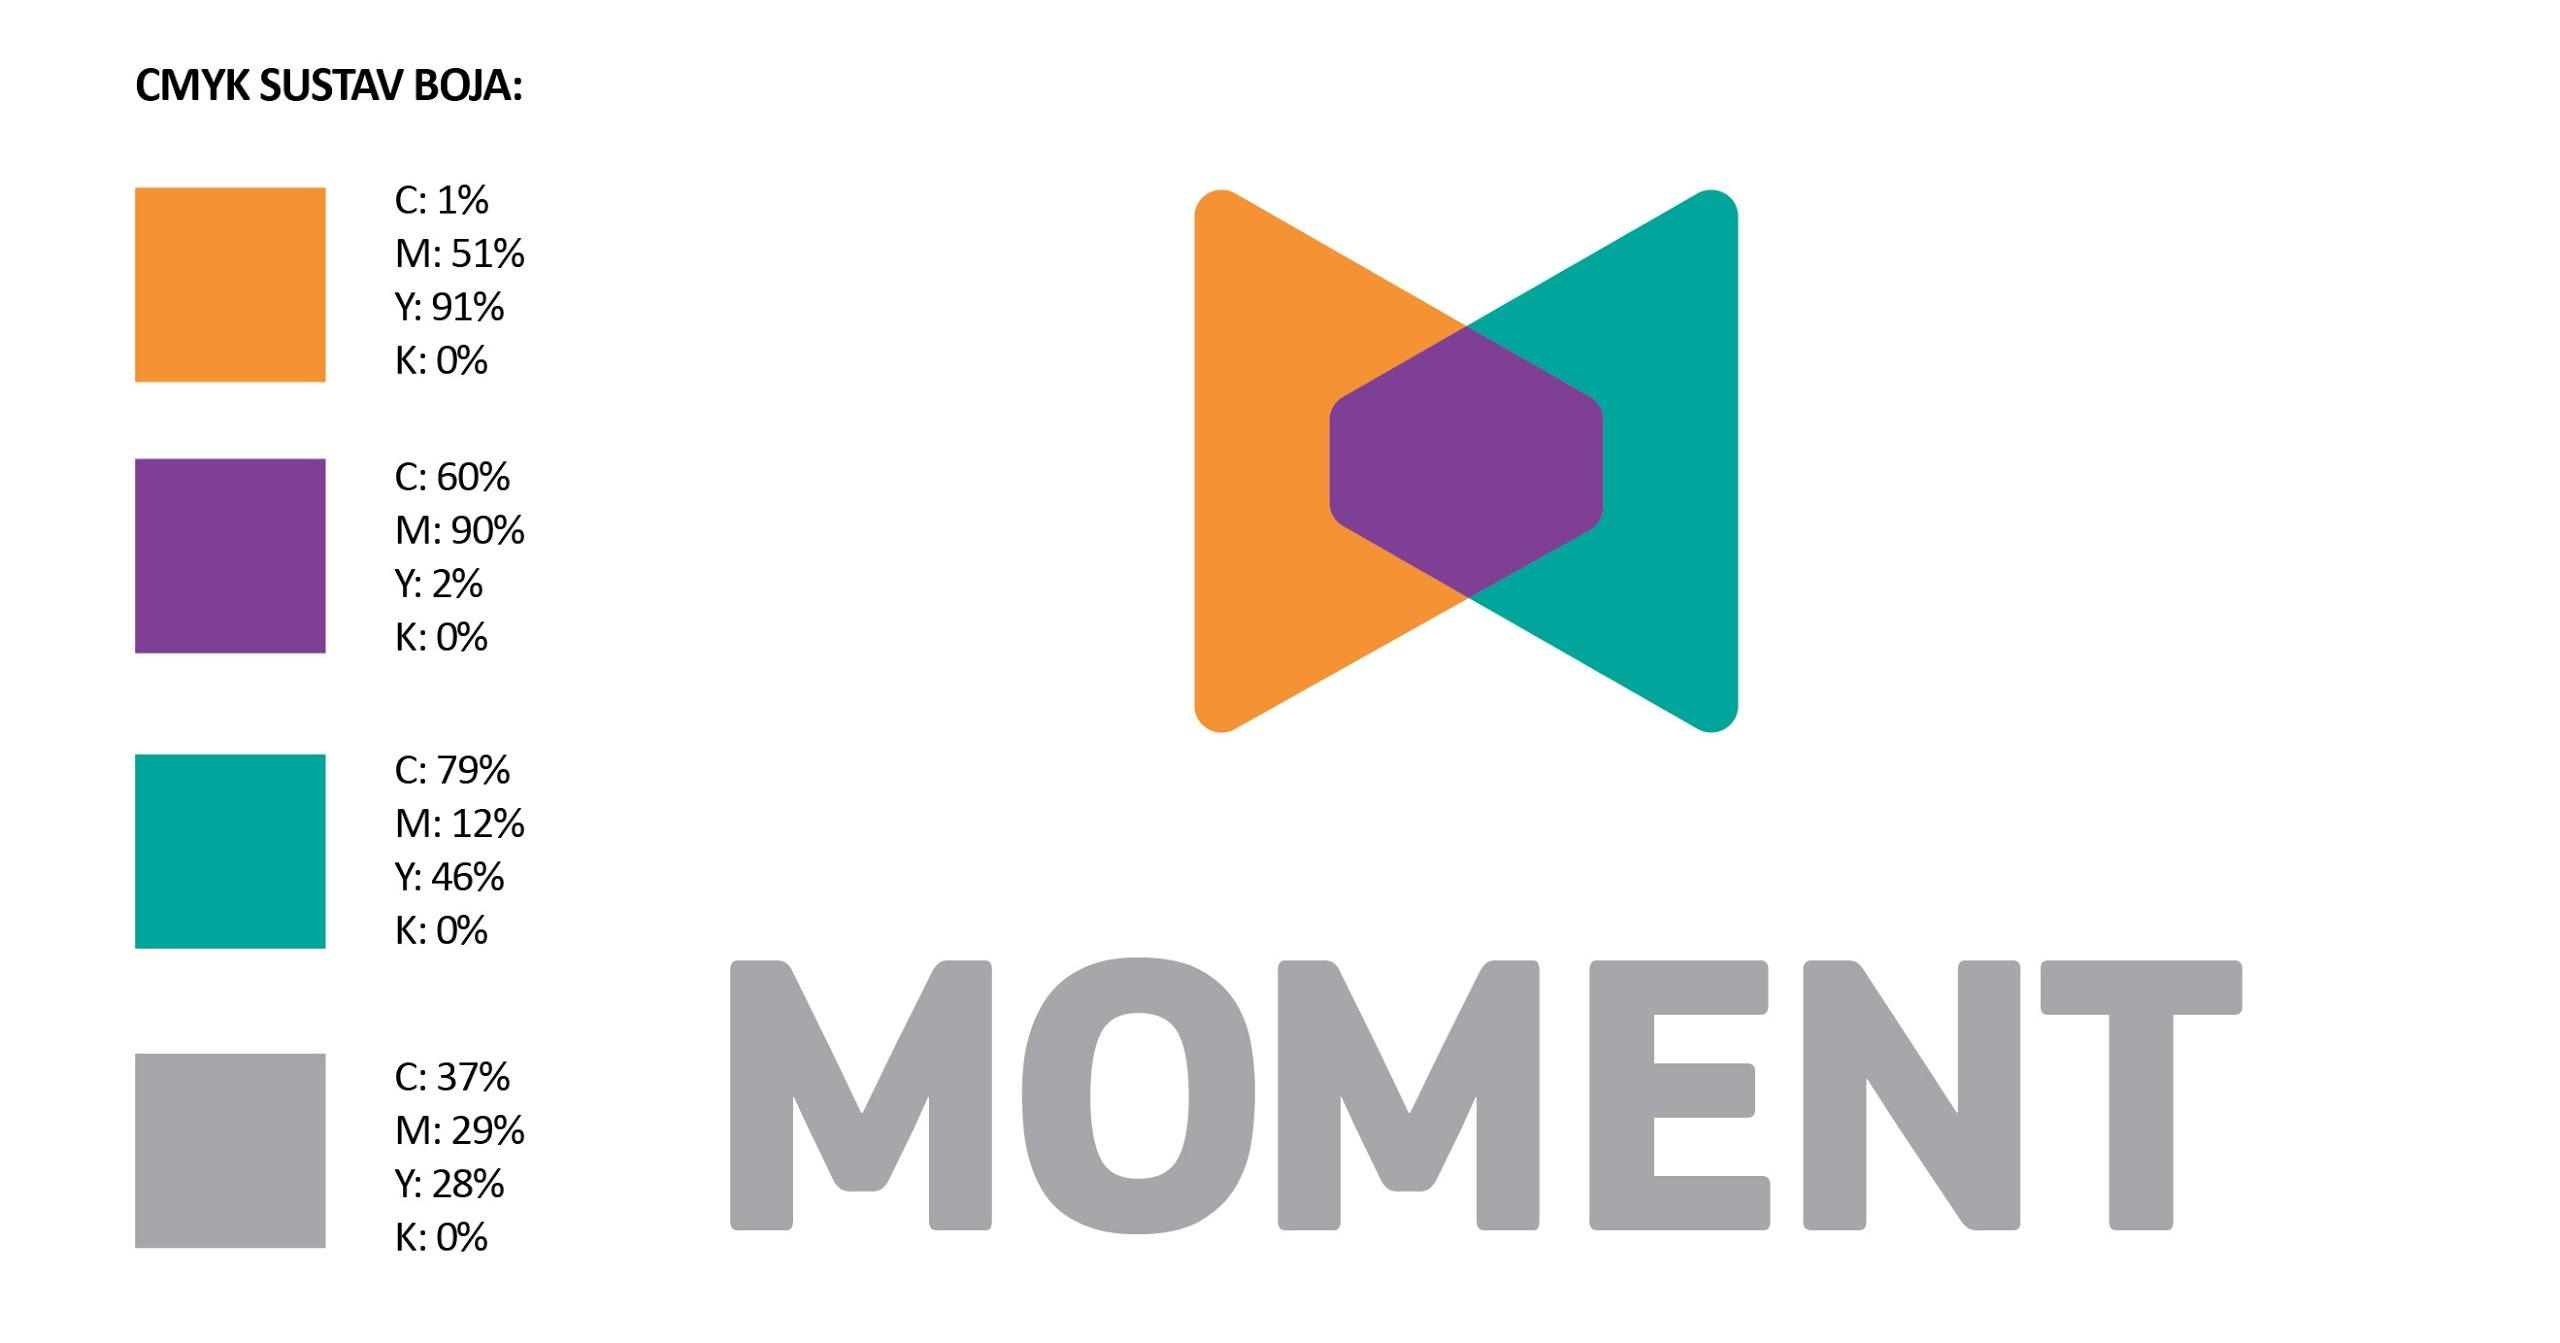 CMYK SUSTAV BOJA:
C: 1%
M: 51%
Y: 91%
K: 0%
C: 60%
M: 90%
Y: 2%
K: 0%
C: 79%
M: 12%
Y: 46%
K: 0%
C: 37%
M: 29%
Y: 28%
K: 0%
MOMENT